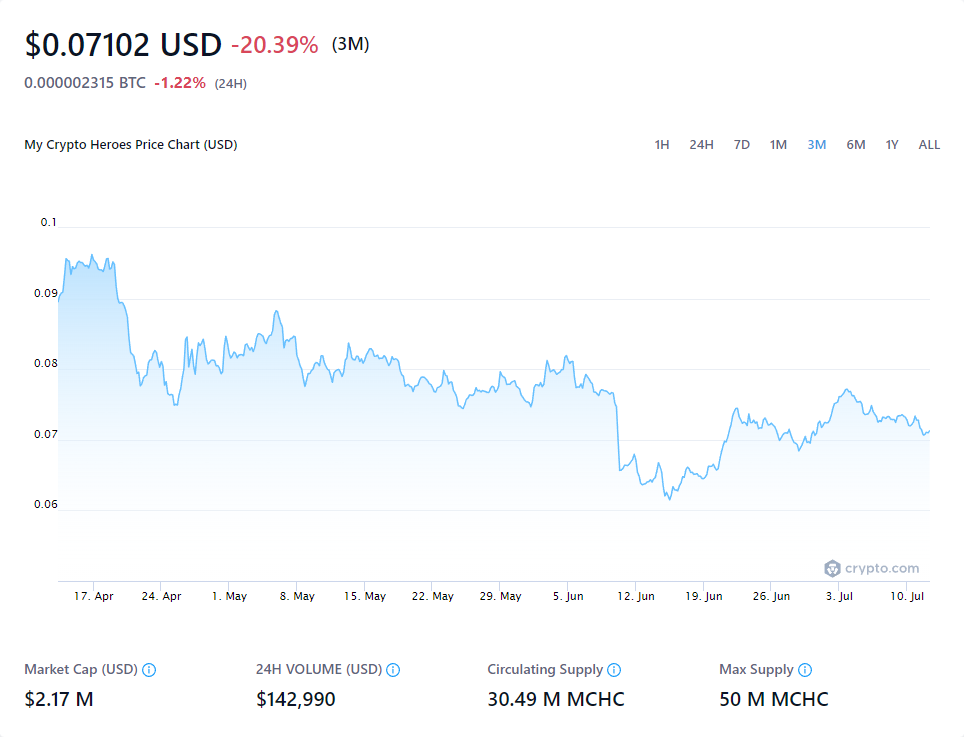 $0.07102 USD -20.39% (3M)
0.000002315 BTC -1.22% (24H)
My Crypto Heroes Price Chart (USD) 1H 24H 7D 1M 3M 6M 1Y ALL
0.1
0.09
0.08
0.07
0.06
crypto.com
17. Apr 24. Apr 1. May 8. May 15. May 22. May 29. May 5. Jun 12. Jun 19. Jun 26. Jun 3. Jul 10. Jul
Market Cap (USD) 24H VOLUME (USD) Circulating Supply Max Supply
$2.17 M $142,990 30.49 M MCHC 50 M MCHC